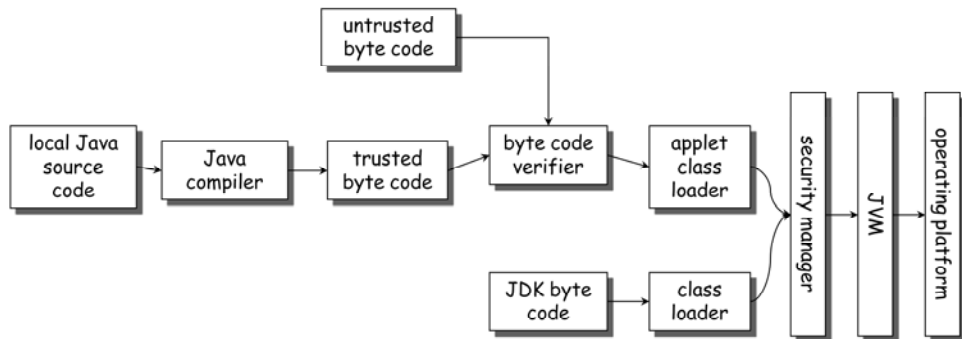 untrusted
byte code
local Java
source
code
Java
compiler
trusted
byte code
byte code
verifier
applet
class
loader
JDK byte
code
class
loader
security manager
JVM
operating platform